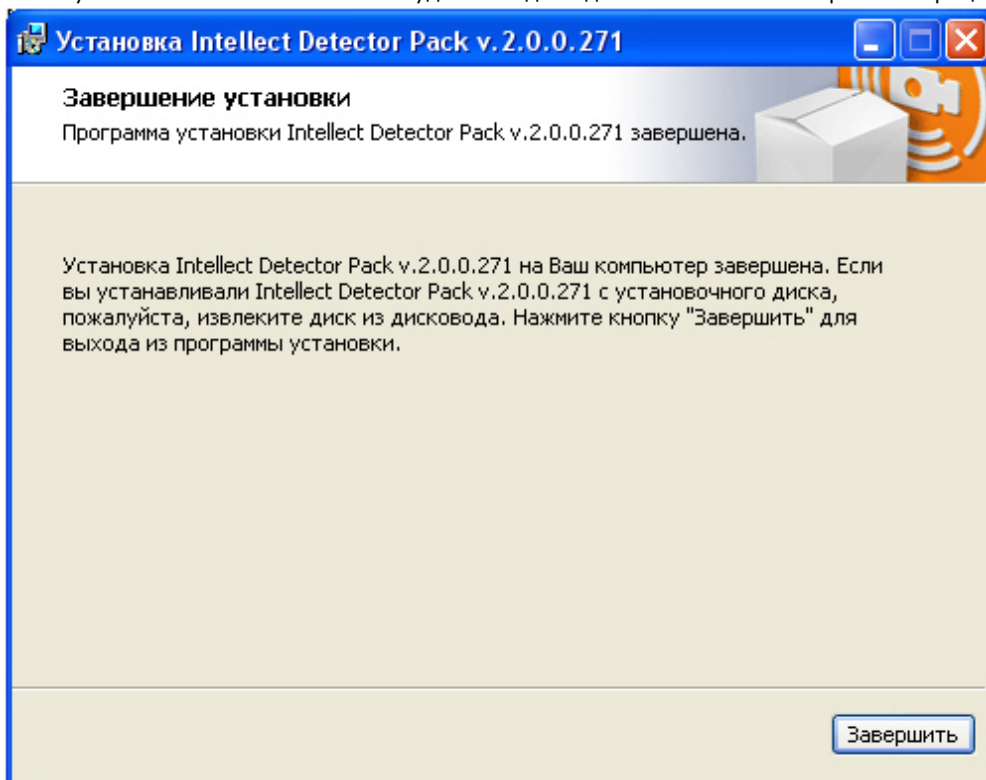 Установка Intellect Detector Pack v.2.0.0.271
Завершение установки
Программа установки Intellect Detector Pack v.2.0.0.271 завершена.
Установка Intellect Detector Pack v.2.0.0.271 на Ваш компьютер завершена. Если
вы устанавливали Intellect Detector Pack v.2.0.0.271 с установочного диска,
пожалуйста, извлеките диск из дисковода. Нажмите кнопку "Завершить" для
выхода из программы установки.
Завершить